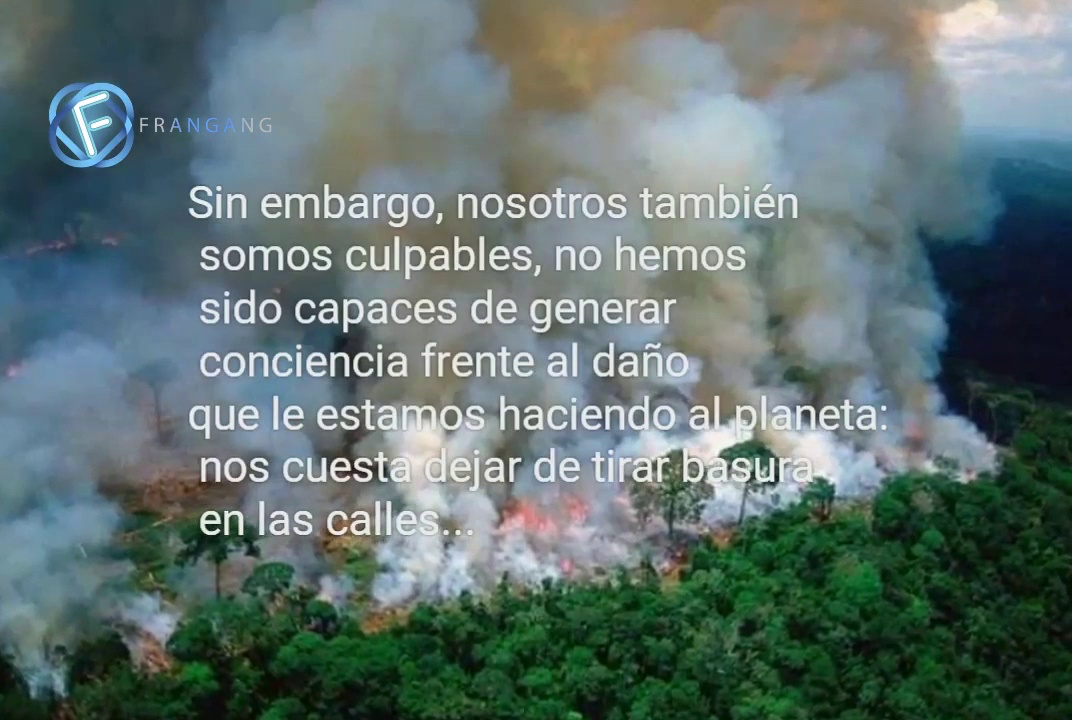 FRANGANG
Sin embargo, nosotros también
somos culpables, no hemos
sido capaces de generar
conciencia frente al daño
que le estamos haciendo al planeta:
nos cuesta dejar de tirar basura
en las calles...